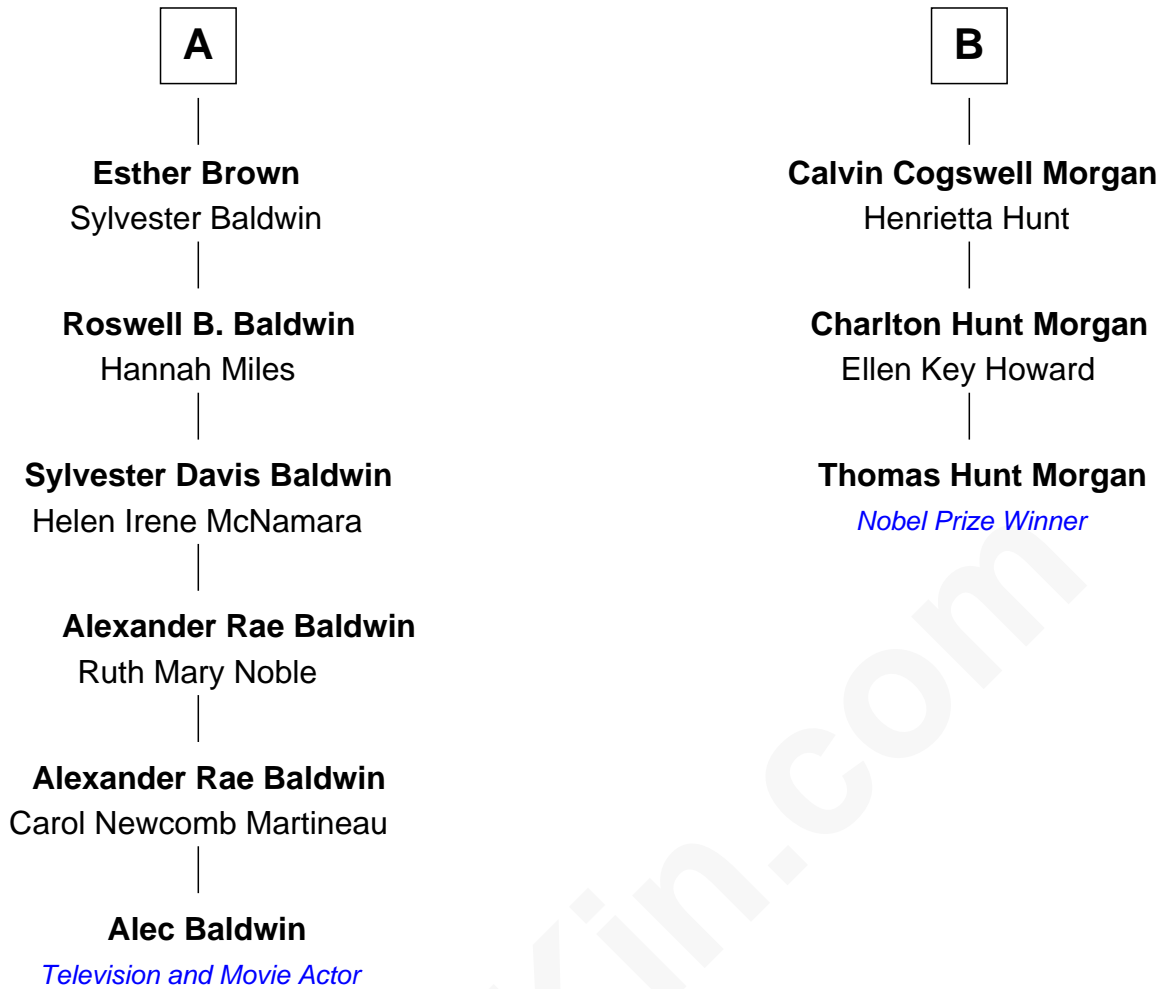 A
Esther Brown
Sylvester Baldwin
Roswell B. Baldwin
Hannah Miles
Sylvester Davis Baldwin
Helen Irene McNamara
Alexander Rae Baldwin
Ruth Mary Noble
Alexander Rae Baldwin
Carol Newcomb Martineau
Alec Baldwin
Television and Movie Actor
B
Calvin Cogswell Morgan
Henrietta Hunt
Charlton Hunt Morgan
Ellen Key Howard
Thomas Hunt Morgan
Nobel Prize Winner
Kin.com